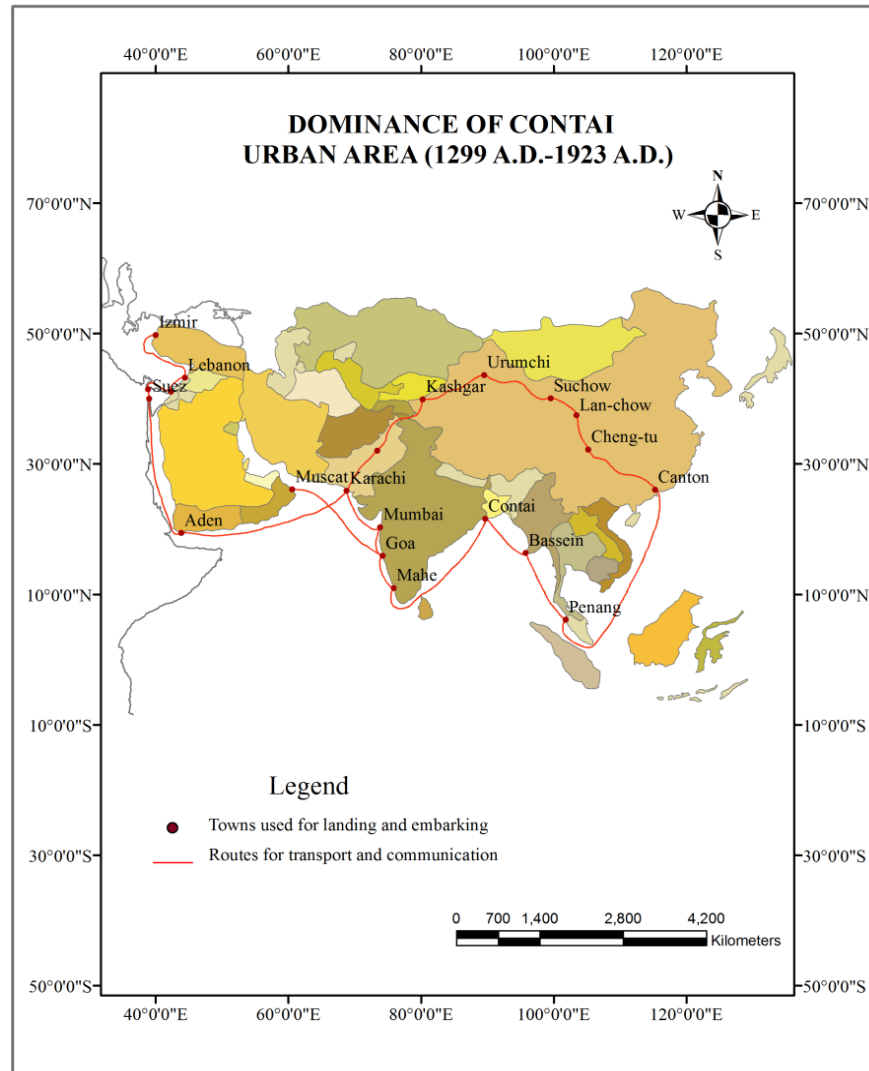 40°0'0"E 60°0'0"E 80°0'0"E 100°0'0"E 120°0'0"E
DOMINANCE OF CONTAI
URBAN AREA (1299 A.D.-1923 A.D.)
N
W E
S
70°0'0"N 70°0'0"N
50°0'0"N 50°0'0"N
Izmir
Lebanon
Urumchi
Suez
Kashgar
Suchow
Lan-chow
Cheng-tu
30°0'0"N 30°0'0"N
Muscat
Karachi
Canton
Aden
Mumbai
Contai
Goa
Bassein
Mahe
10°0'0"N 10°0'0"N
Penang
10°0'0"S 10°0'0"S
Legend
Towns used for landing and embarking
Routes for transport and communication
30°0'0"S 30°0'0"S
0 700 1,400 2,800 4,200
Kilometers
50°0'0"S 50°0'0"S
40°0'0"E 60°0'0"E 80°0'0"E 100°0'0"E 120°0'0"E